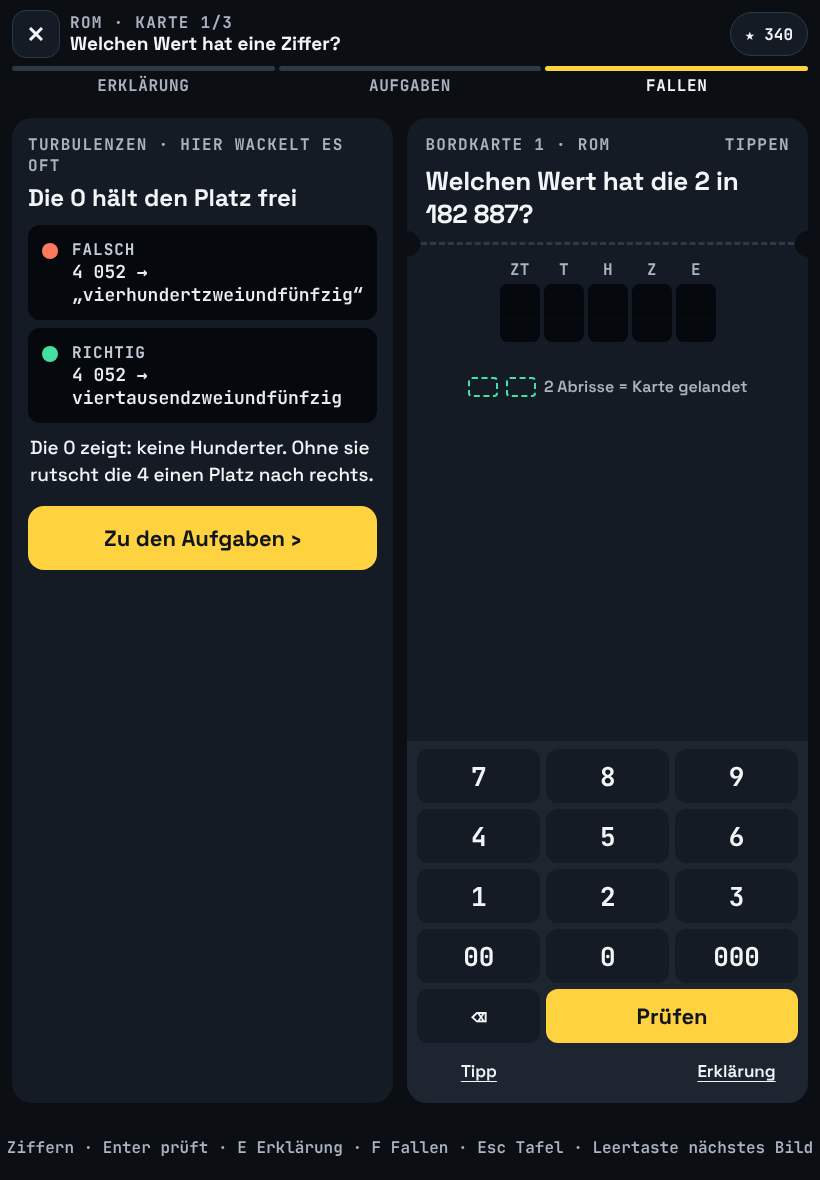 ✕
ROM · KARTE 1/3
Welchen Wert hat eine Ziffer?
★ 340
ERKLÄRUNG
AUFGABEN
FALLEN
TURBULENZEN · HIER WACKELT ES
OFT
Die 0 hält den Platz frei
FALSCH
4 052 →
„vierhundertzweiundfünfzig“
RICHTIG
4 052 →
viertausendzweiundfünfzig
Die 0 zeigt: keine Hunderter. Ohne sie
rutscht die 4 einen Platz nach rechts.
Zu den Aufgaben >
BORDKARTE 1 · ROM
TIPPEN
Welchen Wert hat die 2 in
182 887?
ZT T H Z E
2 Abrisse = Karte gelandet
7 8 9
4 5 6
1 2 3
00 0 000
⌫ Prüfen
Tipp Erklärung
Ziffern · Enter prüft · E Erklärung · F Fallen · Esc Tafel · Leertaste nächstes Bild